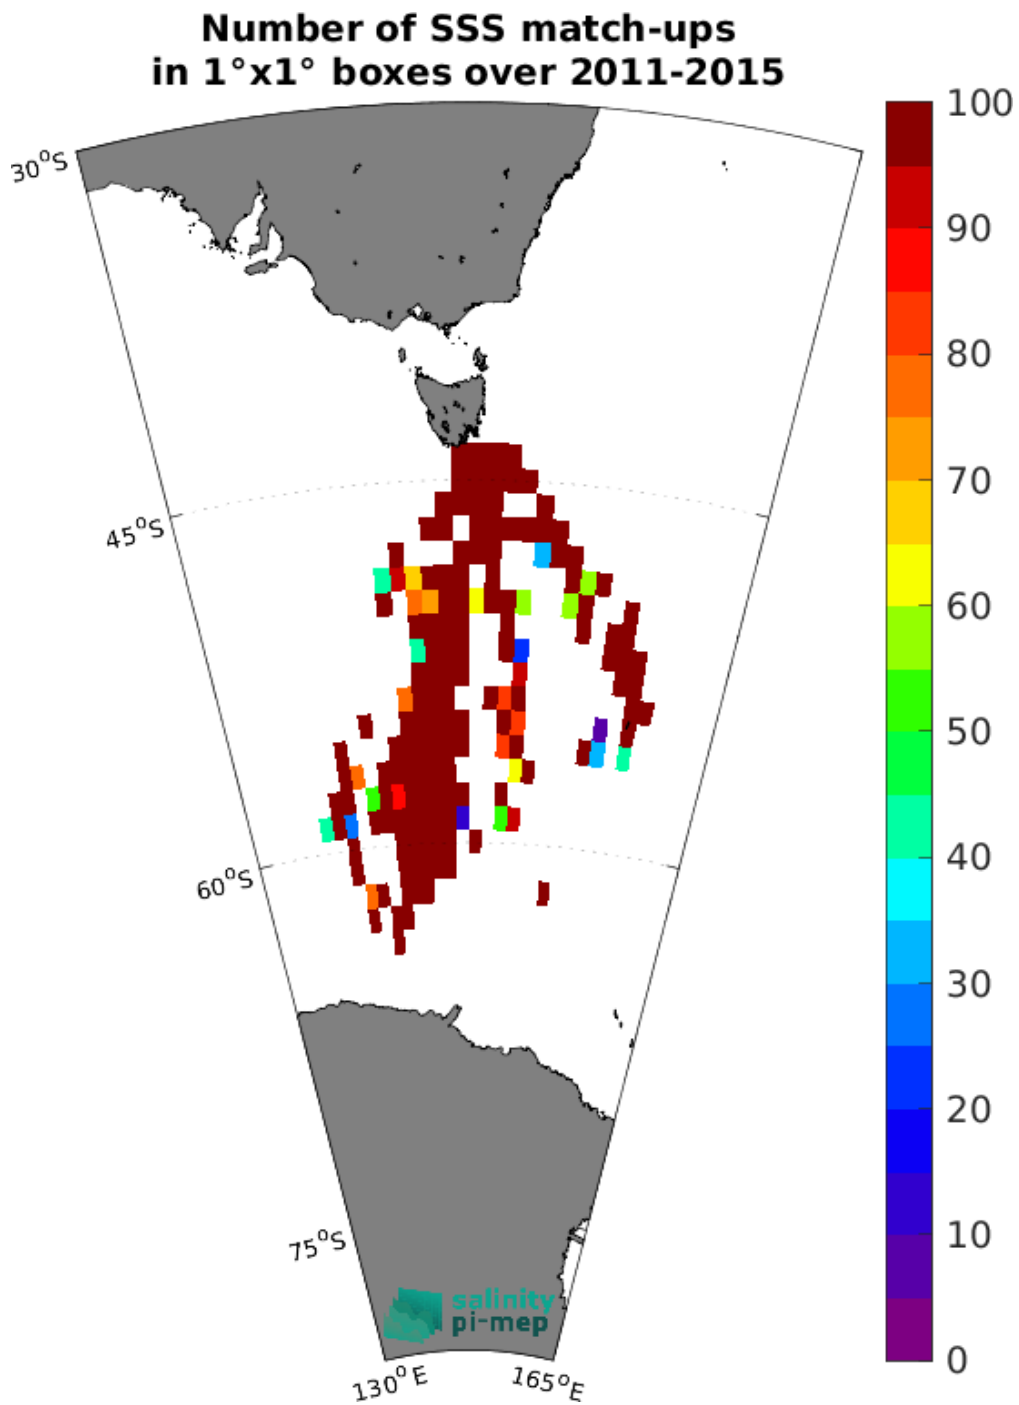 Number of SSS match-ups
in 1°x1° boxes over 2011-2015
30°S
45°S
60°S
75°S
130°E
165°E
100
90
80
70
60
50
40
30
20
10
0
salinity
pi-mep